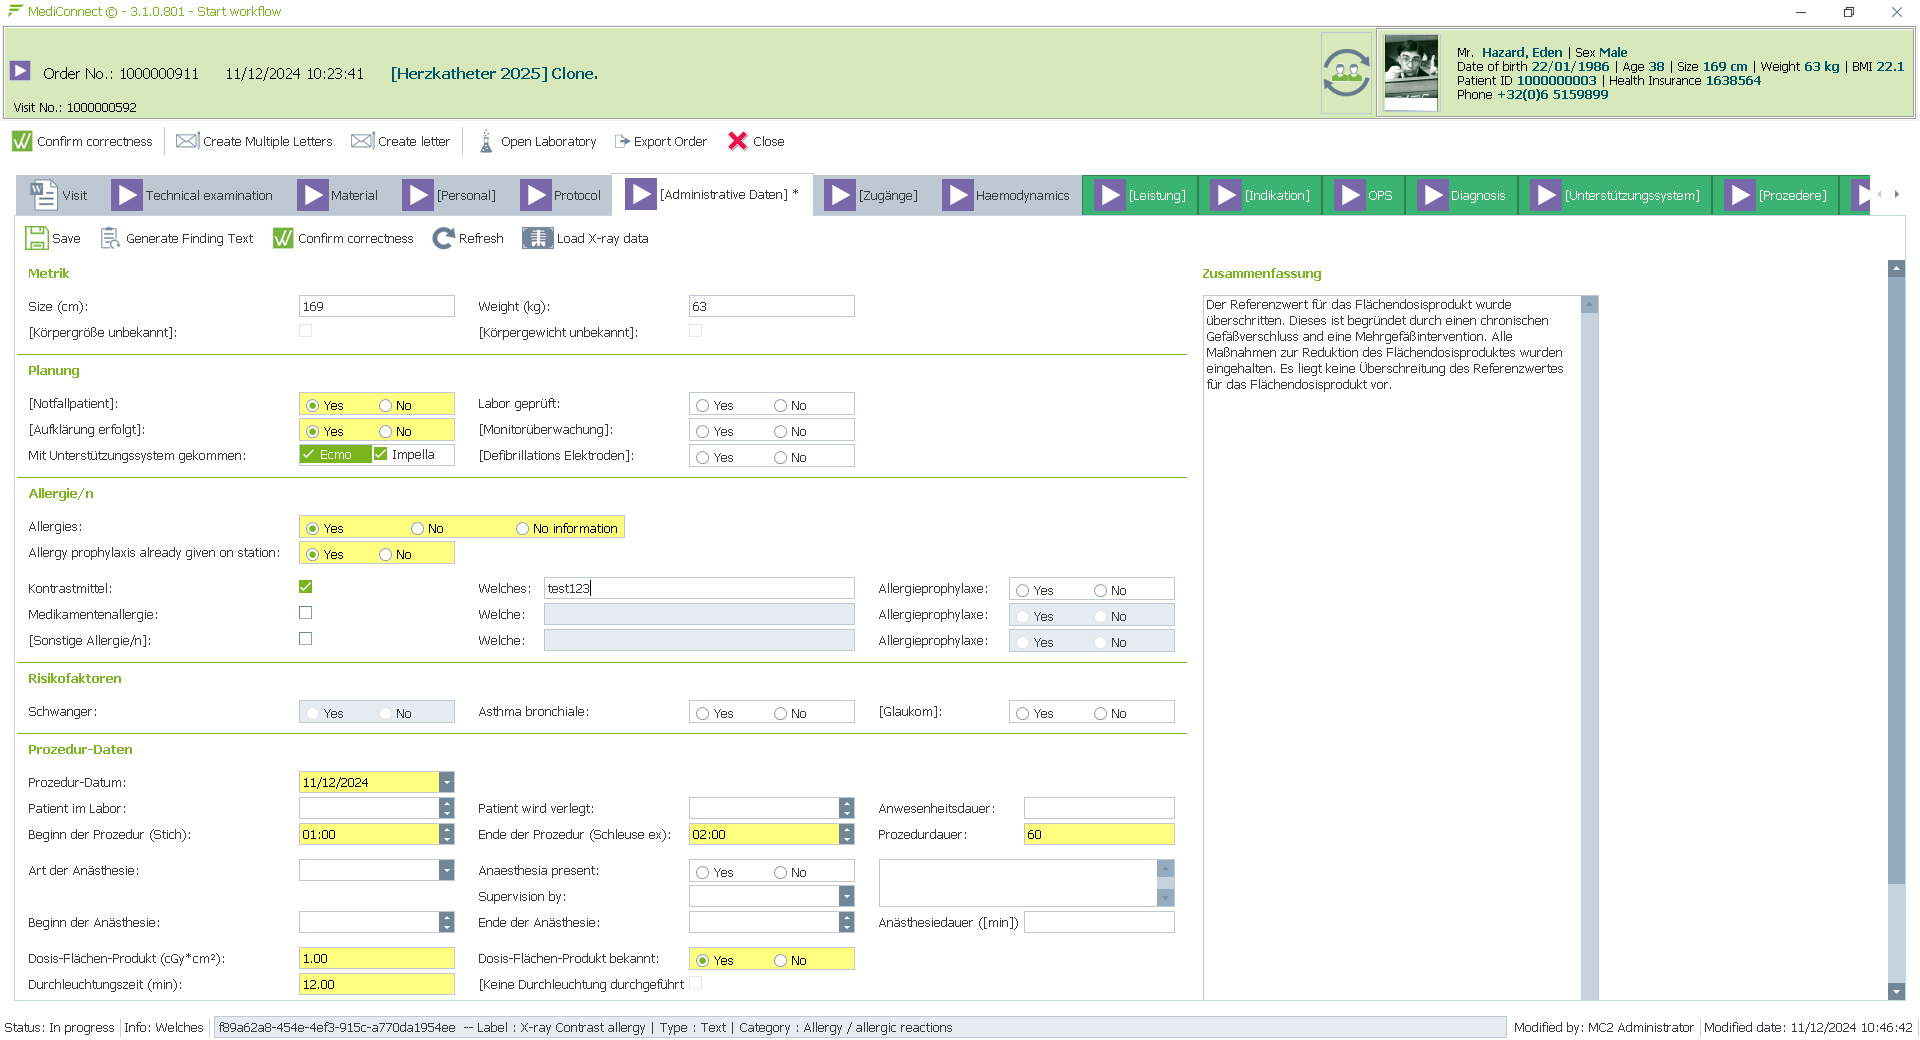 MediConnect © - 3.1.0.801 - Start workflow
Order No.: 1000000911 11/12/2024 10:23:41 [Herzkatheter 2025] Clone.
Visit No.: 1000000592
Mr. Hazard, Eden | Sex Male
Date of birth 22/01/1986 | Age 38 | Size 169 cm | Weight 63 kg | BMI 22.1
Patient ID 1000000003 | Health Insurance 1638564
Phone +32(0)6 5159899
Confirm correctness Create Multiple Letters Create letter Open Laboratory Export Order Close
Visit Technical examination Material [Personal] Protocol [Administrative Daten] * [Zugänge] Haemodynamics [Leistung] [Indikation] OPS Diagnosis [Unterstützungssystem] [Prozedere]
Save Generate Finding Text Confirm correctness Refresh Load X-ray data
Metrik
Size (cm): 169 Weight (kg): 63
[Körpergröße unbekannt]: [Körpergewicht unbekannt]:
Planung
[Notfallpatient]: Yes No Labor geprüft: Yes No
[Aufklärung erfolgt]: Yes No [Monitorüberwachung]: Yes No
Mit Unterstützungssystem gekommen: Ecmo Impella [Defibrillations Elektroden]: Yes No
Allergie/n
Allergies: Yes No No information
Allergy prophylaxis already given on station: Yes No
Kontrastmittel: Welches: test123 Allergieprophylaxe: Yes No
Medikamentenallergie: Welche: Allergieprophylaxe: Yes No
[Sonstige Allergie/n]: Welche: Allergieprophylaxe: Yes No
Risikofaktoren
Schwanger: Yes No Asthma bronchiale: Yes No [Glaukom]: Yes No
Prozedur-Daten
Prozedur-Datum: 11/12/2024
Patient im Labor: Patient wird verlegt: Anwesenheitsdauer:
Beginn der Prozedur (Stich): 01:00 Ende der Prozedur (Schleuse ex): 02:00 Prozedurdauer: 60
Art der Anästhesie: Anaesthesia present: Yes No
Supervision by:
Beginn der Anästhesie: Ende der Anästhesie: Anästhesiedauer ([min])
Dosis-Flächen-Produkt (cGy*cm²): 1.00 Dosis-Flächen-Produkt bekannt: Yes No
Durchleuchtungszeit (min): 12.00 [Keine Durchleuchtung durchgeführt
Zusammenfassung
Der Referenzwert für das Flächendosisprodukt wurde
überschritten. Dieses ist begründet durch einen chronischen
Gefäßverschluss and eine Mehrgefäßintervention. Alle
Maßnahmen zur Reduktion des Flächendosisproduktes wurden
eingehalten. Es liegt keine Überschreitung des Referenzwertes
für das Flächendosisprodukt vor.
Status: In progress Info: Welches f89a62a8-454e-4ef3-915c-a770da1954ee -- Label : X-ray Contrast allergy | Type : Text | Category : Allergy / allergic reactions Modified by: MC2 Administrator Modified date: 11/12/2024 10:46:42